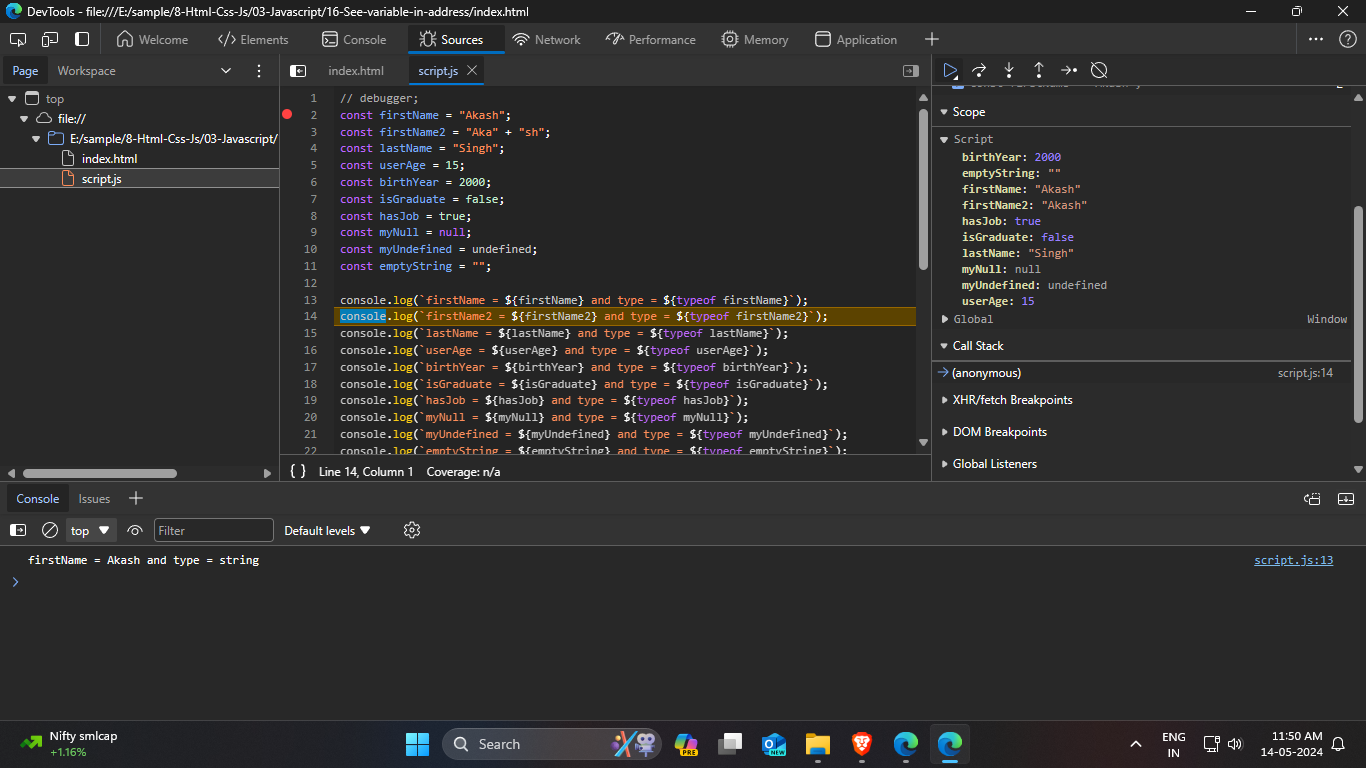 DevTools - file:///E:/sample/8-Html-Css-Js/03-Javascript/16-See-variable-in-address/index.html
Welcome Elements Console Sources Network Performance Memory Application
Page Workspace
top
file://
E:/sample/8-Html-Css-Js/03-Javascript/
index.html
script.js
index.html script.js
1 // debugger;
2 const firstName = "Akash";
3 const firstName2 = "Aka" + "sh";
4 const lastName = "Singh";
5 const userAge = 15;
6 const birthYear = 2000;
7 const isGraduate = false;
8 const hasJob = true;
9 const myNull = null;
10 const myUndefined = undefined;
11 const emptyString = "";
12
13 console.log(`firstName = ${firstName} and type = ${typeof firstName}`);
14 console.log(`firstName2 = ${firstName2} and type = ${typeof firstName2}`);
15 console.log(`lastName = ${lastName} and type = ${typeof lastName}`);
16 console.log(`userAge = ${userAge} and type = ${typeof userAge}`);
17 console.log(`birthYear = ${birthYear} and type = ${typeof birthYear}`);
18 console.log(`isGraduate = ${isGraduate} and type = ${typeof isGraduate}`);
19 console.log(`hasJob = ${hasJob} and type = ${typeof hasJob}`);
20 console.log(`myNull = ${myNull} and type = ${typeof myNull}`);
21 console.log(`myUndefined = ${myUndefined} and type = ${typeof myUndefined}`);
22 console.log(`emptyString = ${emptyString} and type = ${typeof emptyString}`);
{ } Line 14, Column 1 Coverage: n/a
Scope
Script
birthYear: 2000
emptyString: ""
firstName: "Akash"
firstName2: "Akash"
hasJob: true
isGraduate: false
lastName: "Singh"
myNull: null
myUndefined: undefined
userAge: 15
Global Window
Call Stack
(anonymous) script.js:14
XHR/fetch Breakpoints
DOM Breakpoints
Global Listeners
Console Issues
top Filter Default levels
firstName = Akash and type = string script.js:13
Nifty smlcap
+1.16%
Search
PRE
NEW
ENG
IN
11:50 AM
14-05-2024